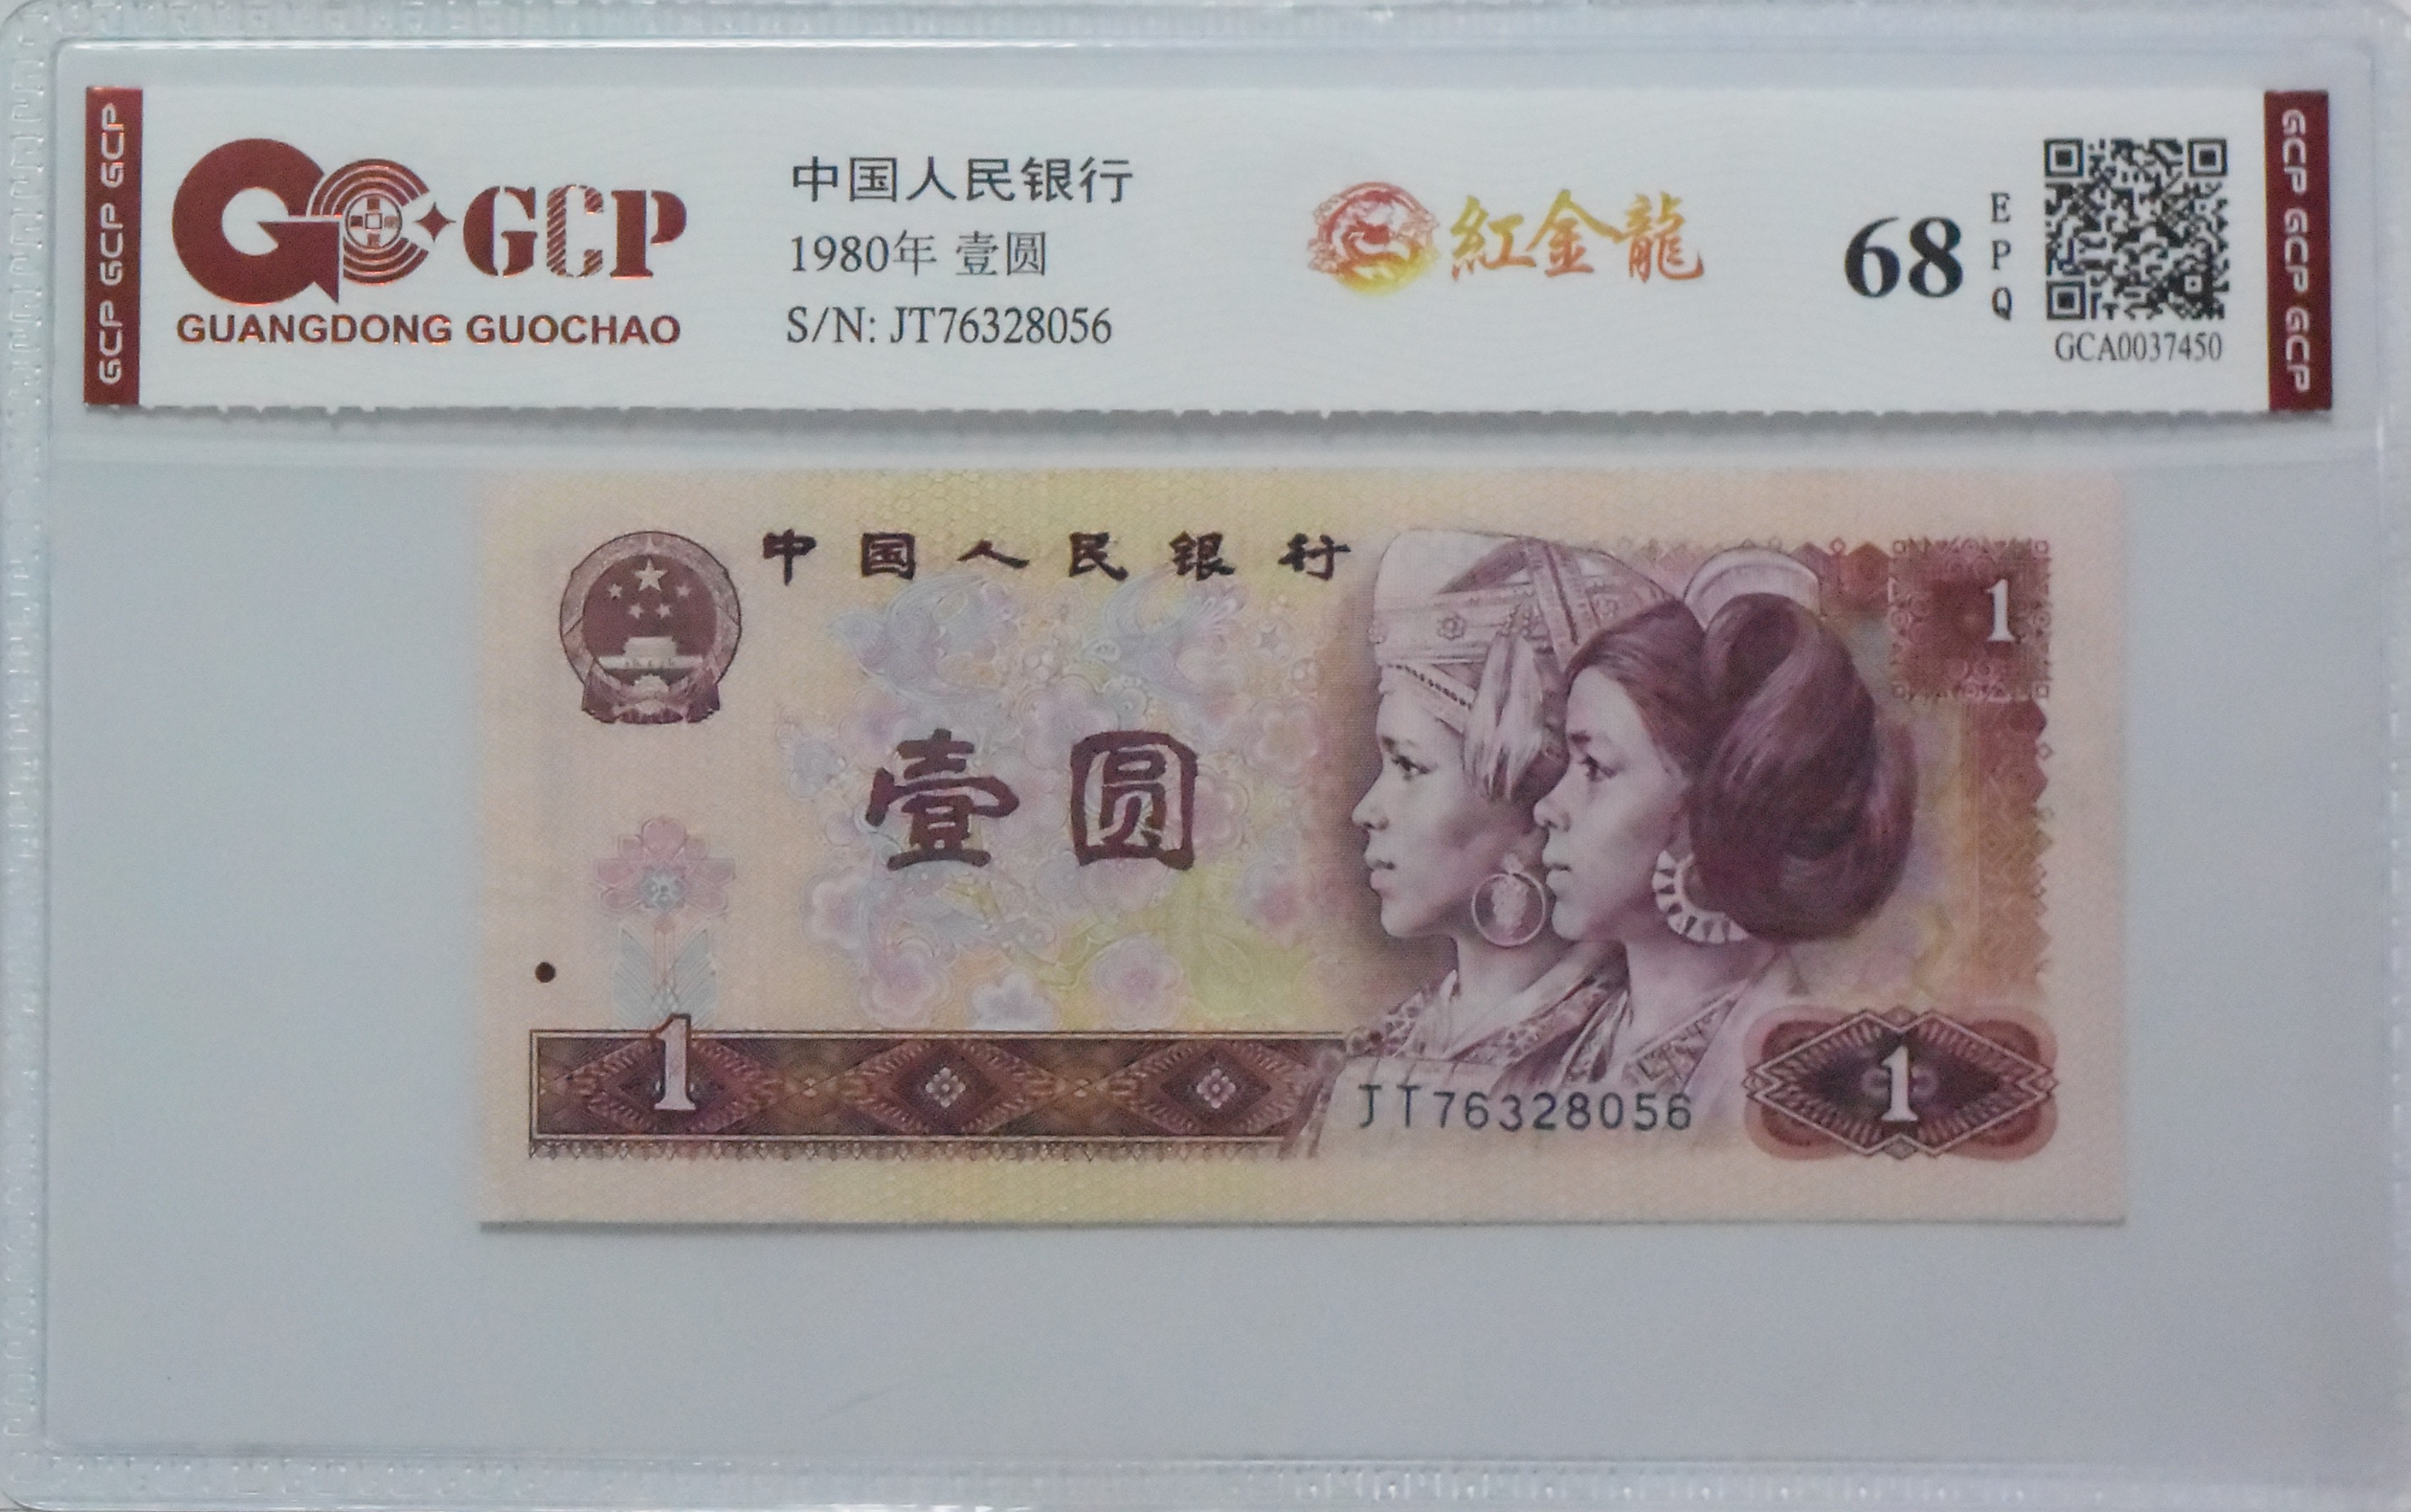 GCP GCP GCP
GCP
GUANGDONG GUOCHAO
中国人民银行
1980年 壹圆
S/N: JT76328056
紅金龍
68
E
P
Q
GCA0037450
GCP GCP GCP
中国人民银行
1
壹圆
1
JT76328056
1